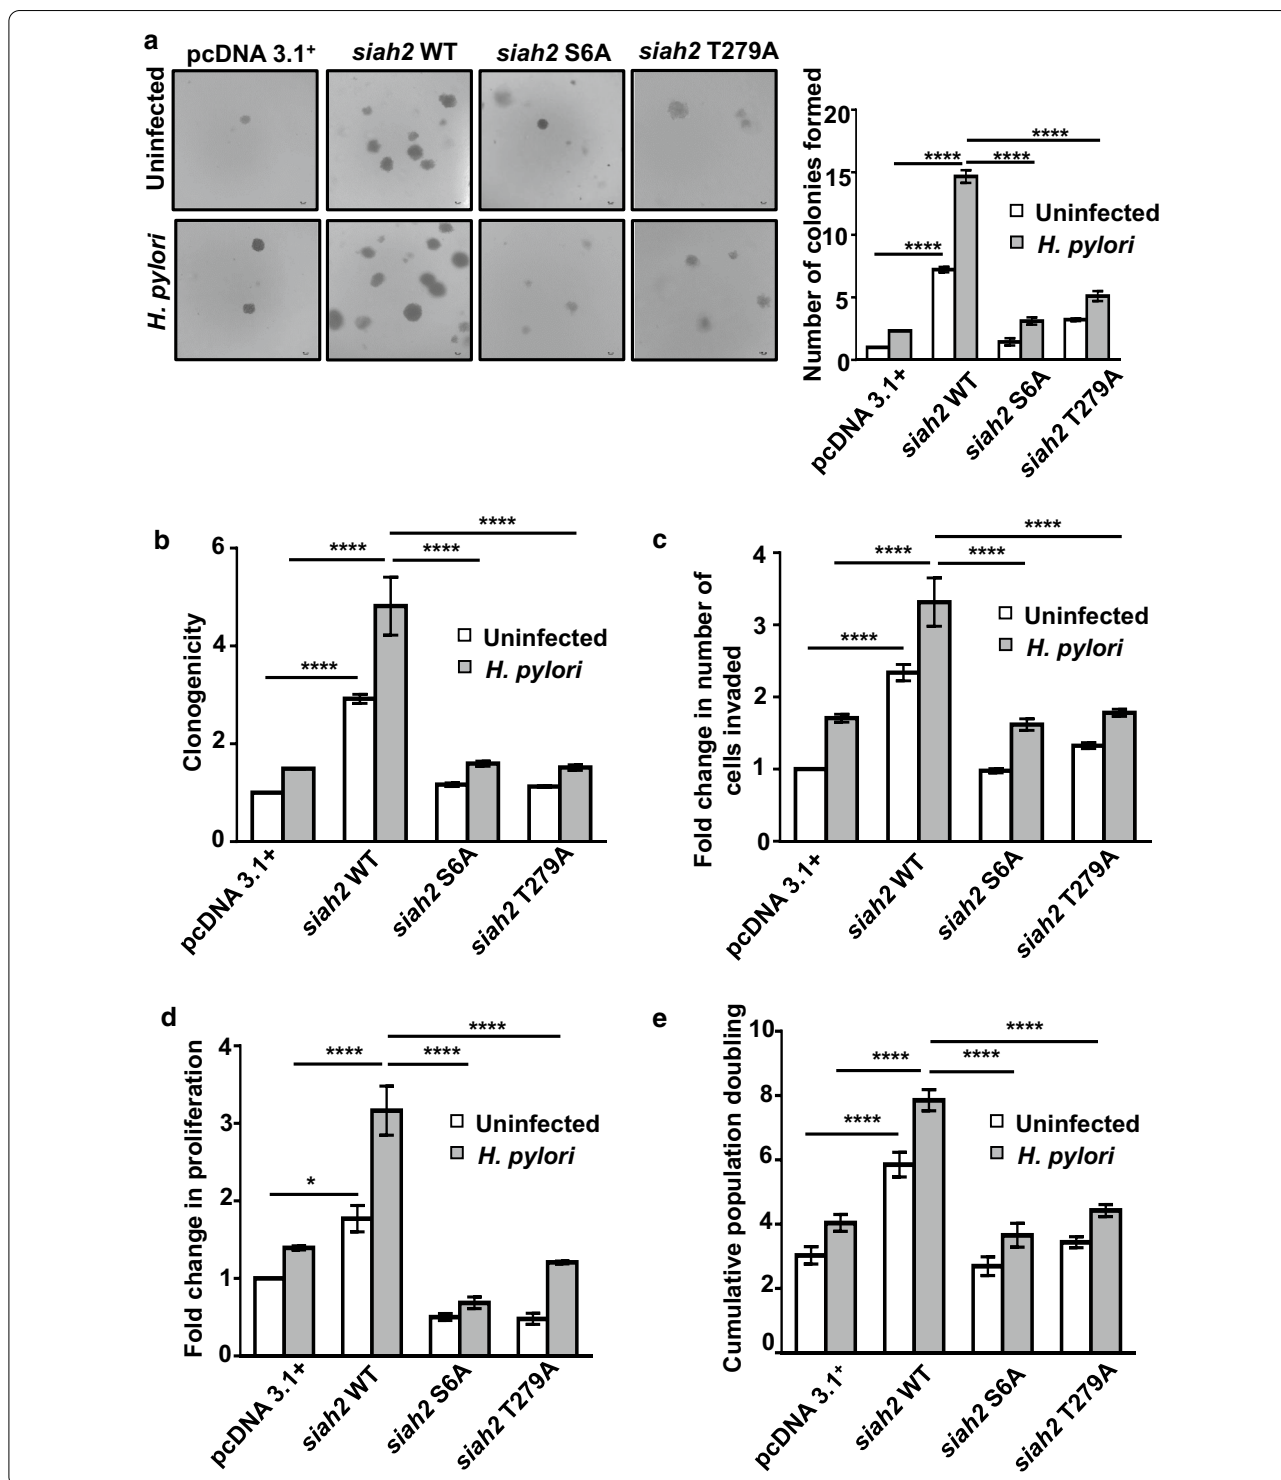 a
pcDNA 3.1+ siah2 WT siah2 S6A siah2 T279A
Uninfected
H. pylori
Number of colonies formed
20
15
10
5
0
****
**** ****
****
Uninfected
H. pylori
pcDNA 3.1+
siah2 WT
siah2 S6A
siah2 T279A
b
Clonogenicity
6
4
2
0
****
**** ****
****
Uninfected
H. pylori
pcDNA 3.1+
siah2 WT
siah2 S6A
siah2 T279A
c
Fold change in number of
cells invaded
4
3
2
1
0
****
**** ****
****
Uninfected
H. pylori
pcDNA 3.1+
siah2 WT
siah2 S6A
siah2 T279A
d
Fold change in proliferation
4
3
2
1
0
****
**** ****
*
Uninfected
H. pylori
pcDNA 3.1+
siah2 WT
siah2 S6A
siah2 T279A
e
Cumulative population doubling
10
8
6
4
2
0
****
**** ****
****
Uninfected
H. pylori
pcDNA 3.1+
siah2 WT
siah2 S6A
siah2 T279A